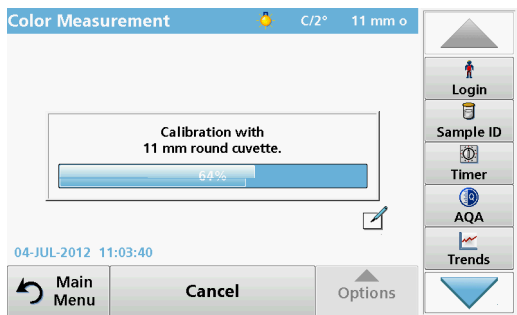 Color Measurement C/2° 11 mm o
Login
Sample ID
Timer
AQA
Trends
Calibration with
11 mm round cuvette.
64%
04-JUL-2012 11:03:40
Main
Menu
Cancel
Options